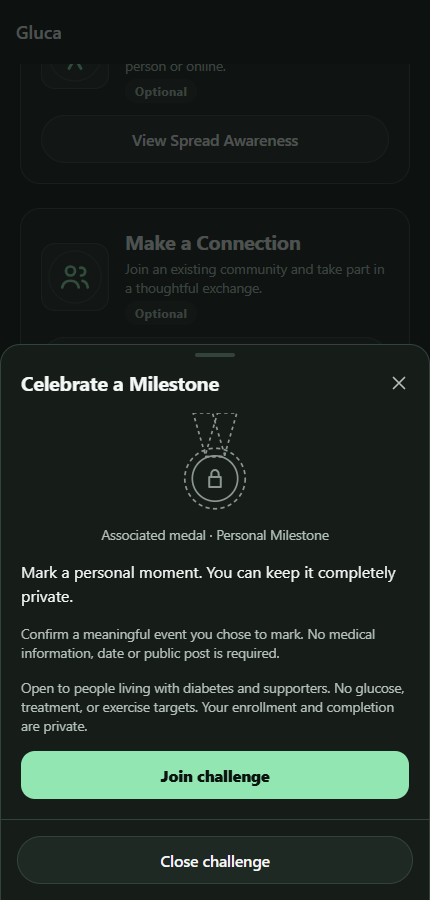 Gluca
person or online.
Optional
View Spread Awareness
Make a Connection
Join an existing community and take part in
a thoughtful exchange.
Optional
Celebrate a Milestone
Associated medal · Personal Milestone
Mark a personal moment. You can keep it completely
private.
Confirm a meaningful event you chose to mark. No medical
information, date or public post is required.
Open to people living with diabetes and supporters. No glucose,
treatment, or exercise targets. Your enrollment and completion
are private.
Join challenge
Close challenge